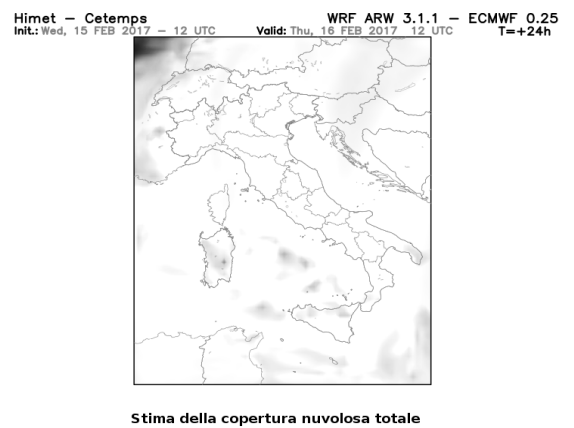 Himet – Cetemps WRF ARW 3.1.1 – ECMWF 0.25
Init.: Wed, 15 FEB 2017 – 12 UTC Valid: Thu, 16 FEB 2017 12 UTC T=+24h
Stima della copertura nuvolosa totale